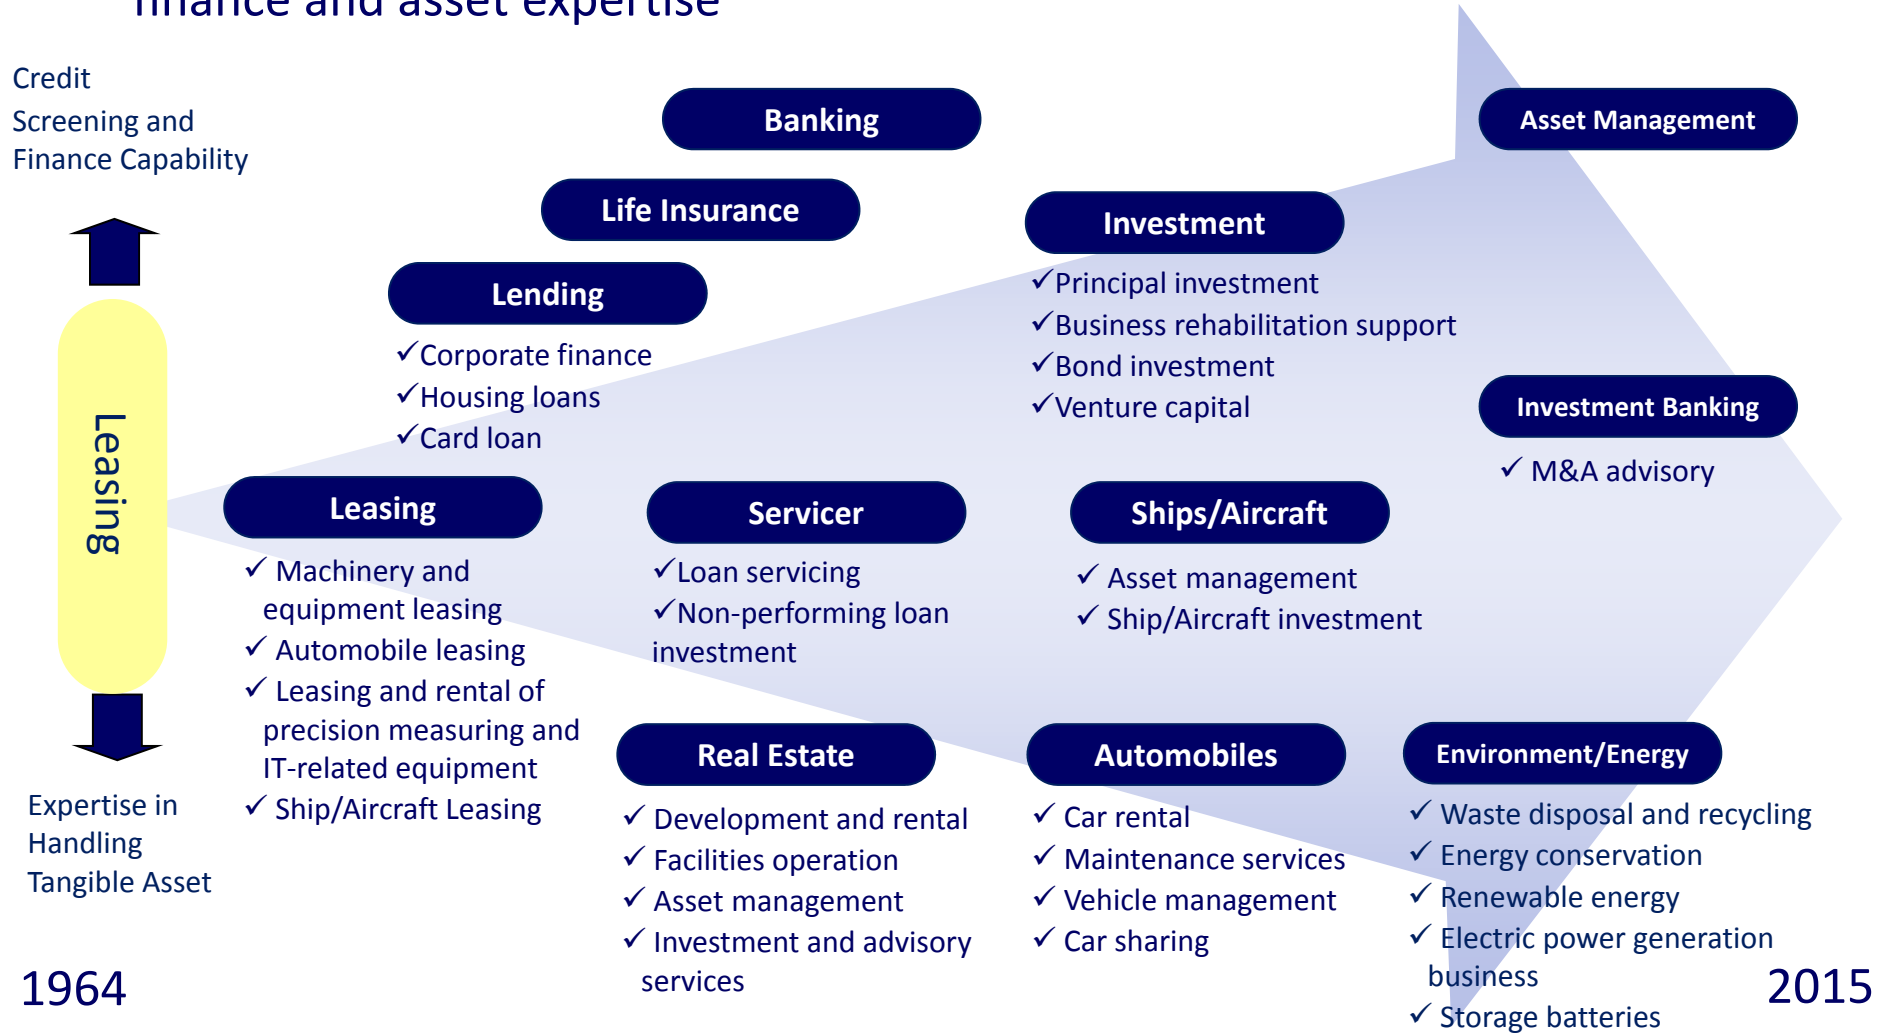 finance and asset expertise
Credit
Screening and
Finance Capability
Leasing
Expertise in
Handling
Tangible Asset
1964
Banking
Life Insurance
Lending
✓Corporate finance
✓Housing loans
✓Card loan
Leasing
✓ Machinery and
equipment leasing
✓ Automobile leasing
✓ Leasing and rental of
precision measuring and
IT-related equipment
✓ Ship/Aircraft Leasing
Servicer
✓Loan servicing
✓Non-performing loan
investment
Real Estate
✓ Development and rental
✓ Facilities operation
✓ Asset management
✓ Investment and advisory
services
Investment
✓Principal investment
✓Business rehabilitation support
✓Bond investment
✓Venture capital
Ships/Aircraft
✓ Asset management
✓ Ship/Aircraft investment
Automobiles
✓ Car rental
✓ Maintenance services
✓ Vehicle management
✓ Car sharing
Asset Management
Investment Banking
✓ M&A advisory
Environment/Energy
✓ Waste disposal and recycling
✓ Energy conservation
✓ Renewable energy
✓ Electric power generation
business
✓ Storage batteries
2015